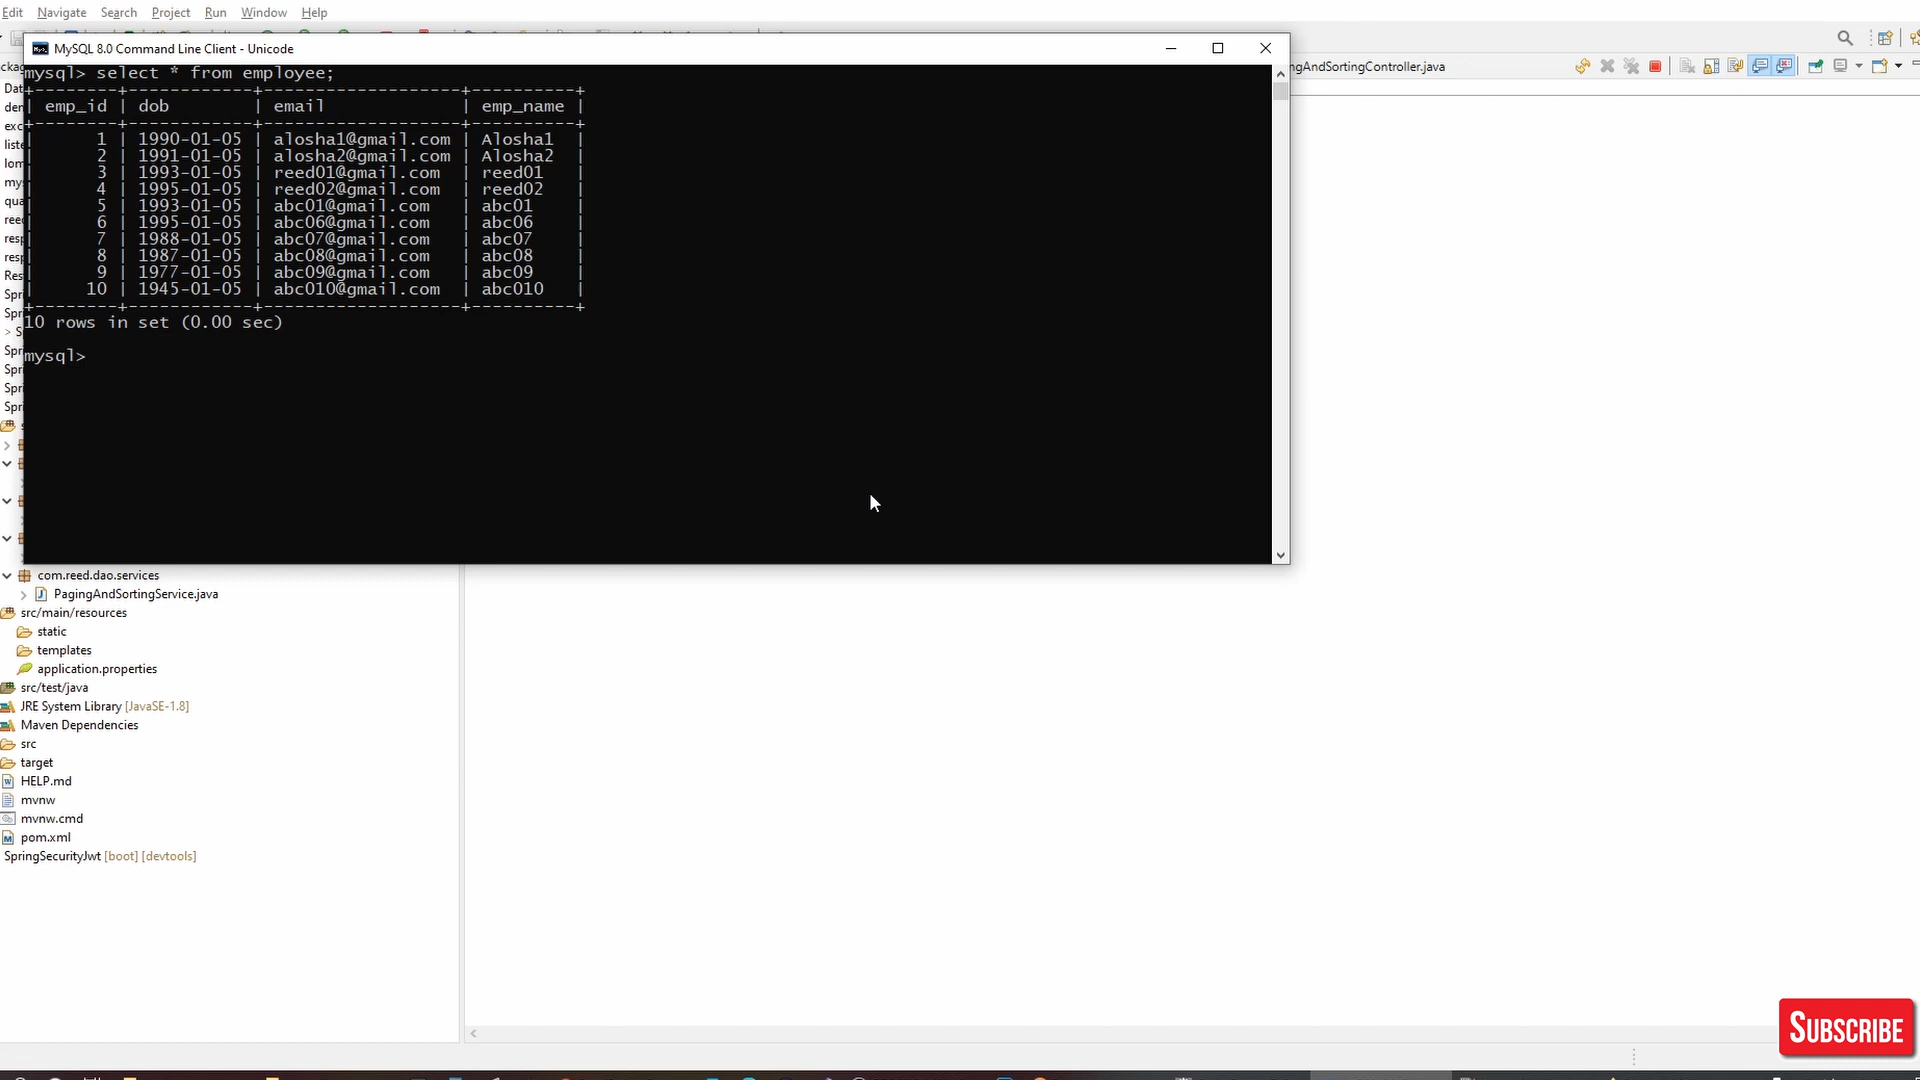 Edit Navigate Search Project Run Window Help
MySQL 8.0 Command Line Client - Unicode
ngAndSortingController.java
mysql> select * from employee;
+--------+------------+-------------------+----------+
| emp_id | dob | email | emp_name |
+--------+------------+-------------------+----------+
| 1 | 1990-01-05 | alosha1@gmail.com | Alosha1 |
| 2 | 1991-01-05 | alosha2@gmail.com | Alosha2 |
| 3 | 1993-01-05 | reed01@gmail.com | reed01 |
| 4 | 1995-01-05 | reed02@gmail.com | reed02 |
| 5 | 1993-01-05 | abc01@gmail.com | abc01 |
| 6 | 1995-01-05 | abc06@gmail.com | abc06 |
| 7 | 1988-01-05 | abc07@gmail.com | abc07 |
| 8 | 1987-01-05 | abc08@gmail.com | abc08 |
| 9 | 1977-01-05 | abc09@gmail.com | abc09 |
| 10 | 1945-01-05 | abc010@gmail.com | abc010 |
+--------+------------+-------------------+----------+
10 rows in set (0.00 sec)
mysql>
com.reed.dao.services
PagingAndSortingService.java
src/main/resources
static
templates
application.properties
src/test/java
JRE System Library [JavaSE-1.8]
Maven Dependencies
src
target
HELP.md
mvnw
mvnw.cmd
pom.xml
SpringSecurityJwt [boot] [devtools]
SUBSCRIBE